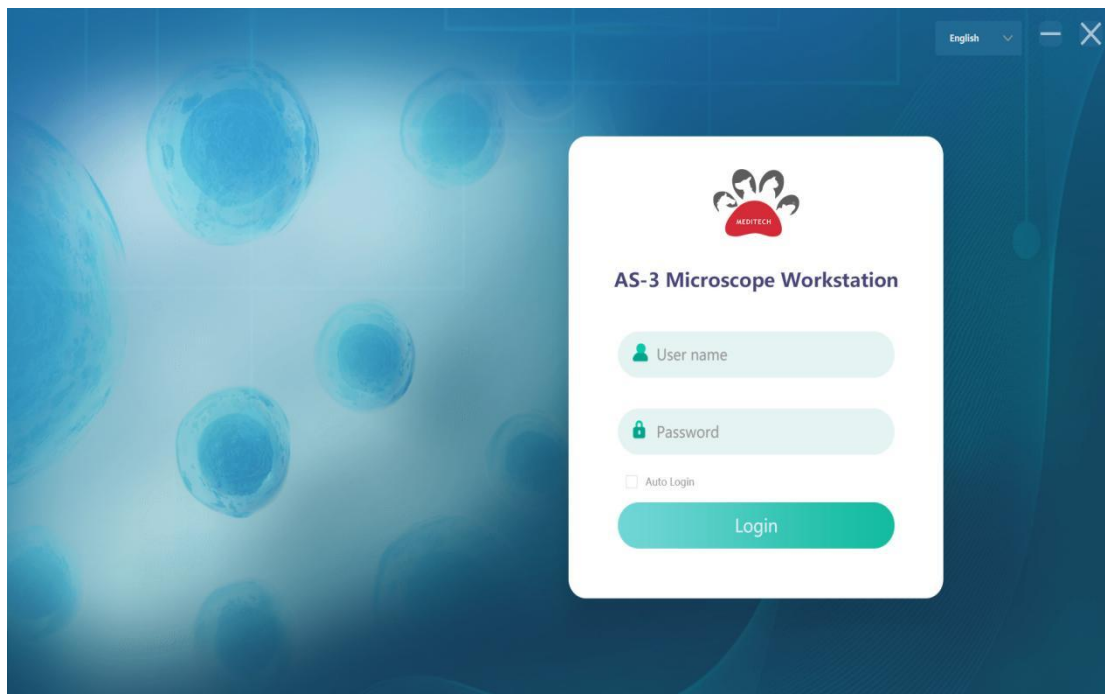 English
MEDITECH
AS-3 Microscope Workstation
User name
Password
Auto Login
Login